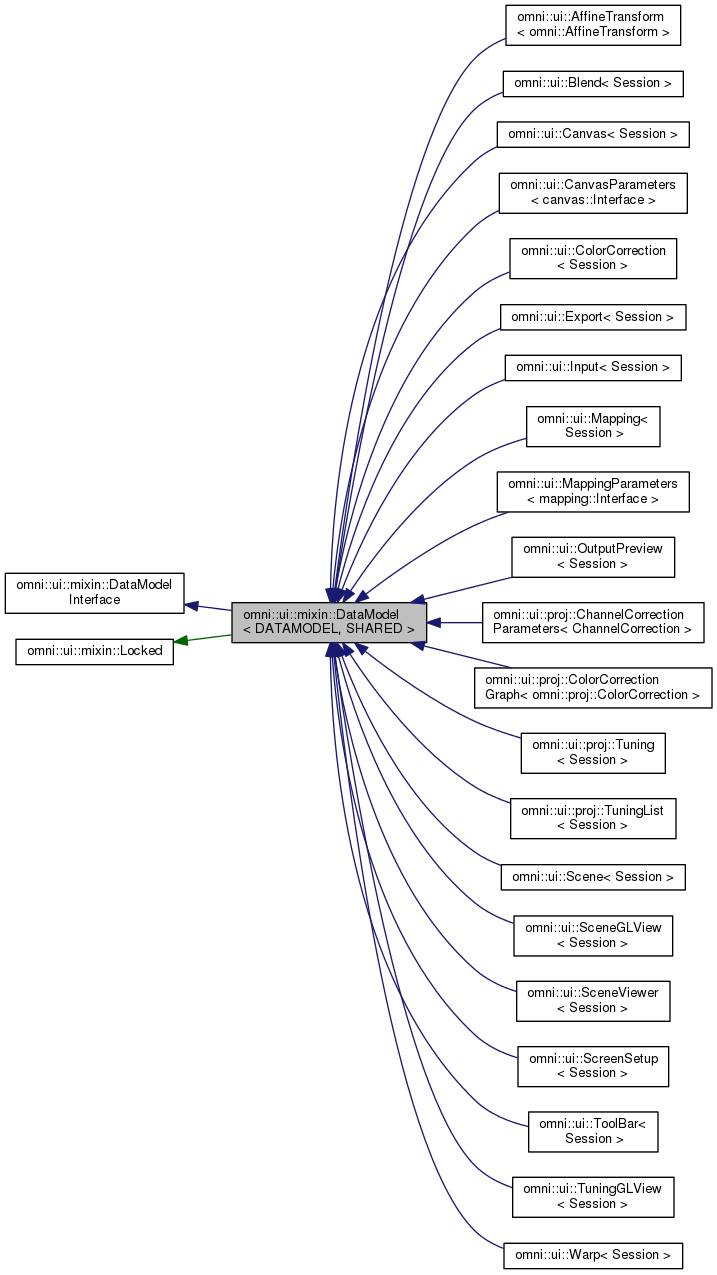 omni::ui::AffineTransform
< omni::AffineTransform >
omni::ui::Blend< Session >
omni::ui::Canvas< Session >
omni::ui::CanvasParameters
< canvas::Interface >
omni::ui::ColorCorrection
< Session >
omni::ui::Export< Session >
omni::ui::Input< Session >
omni::ui::Mapping<
Session >
omni::ui::MappingParameters
< mapping::Interface >
omni::ui::OutputPreview
< Session >
omni::ui::mixin::DataModel
Interface
omni::ui::mixin::Locked
omni::ui::mixin::DataModel
< DATAMODEL, SHARED >
omni::ui::proj::ChannelCorrection
Parameters< ChannelCorrection >
omni::ui::proj::ColorCorrection
Graph< omni::proj::ColorCorrection >
omni::ui::proj::Tuning
< Session >
omni::ui::proj::TuningList
< Session >
omni::ui::Scene< Session >
omni::ui::SceneGLView
< Session >
omni::ui::SceneViewer
< Session >
omni::ui::ScreenSetup
< Session >
omni::ui::ToolBar<
Session >
omni::ui::TuningGLView
< Session >
omni::ui::Warp< Session >